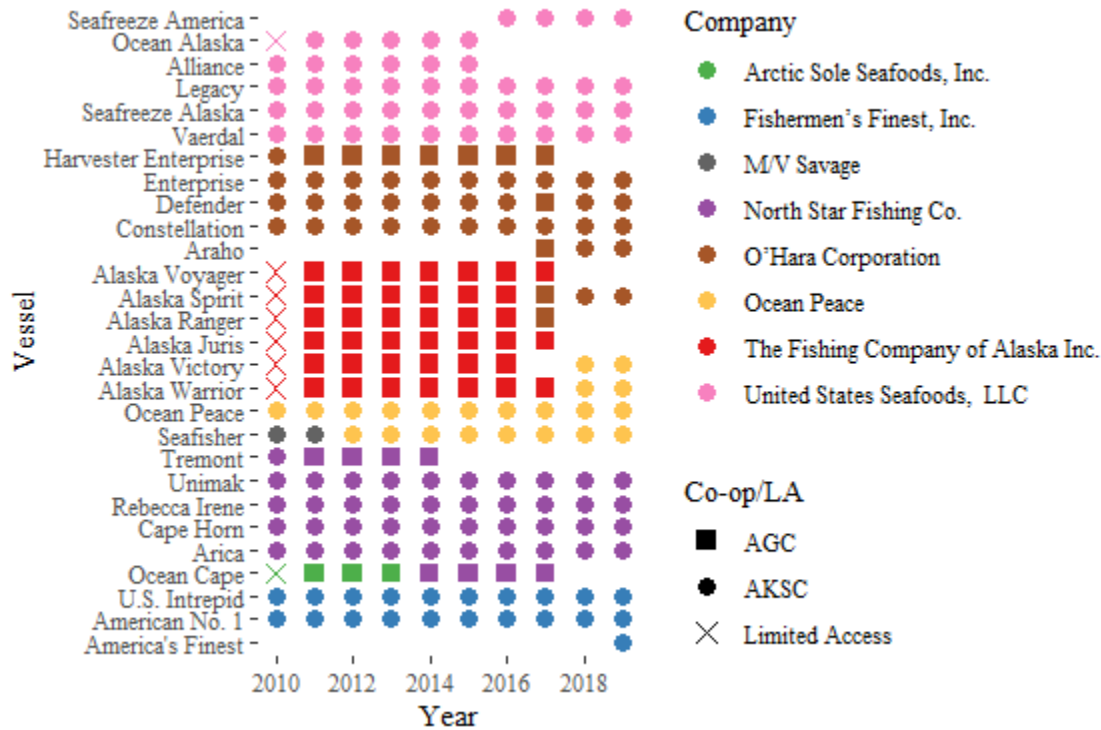 Seafreeze America
Ocean Alaska
Alliance
Legacy
Seafreeze Alaska
Vaerdal
Harvester Enterprise
Enterprise
Defender
Constellation
Araho
Alaska Voyager
Alaska Spirit
Alaska Ranger
Alaska Juris
Alaska Victory
Alaska Warrior
Ocean Peace
Seafisher
Tremont
Unimak
Rebecca Irene
Cape Horn
Arica
Ocean Cape
U.S. Intrepid
American No. 1
America's Finest
Vessel
2010 2012 2014 2016 2018
Year
Company
Arctic Sole Seafoods, Inc.
Fishermen’s Finest, Inc.
M/V Savage
North Star Fishing Co.
O’Hara Corporation
Ocean Peace
The Fishing Company of Alaska Inc.
United States Seafoods, LLC
Co-op/LA
AGC
AKSC
Limited Access